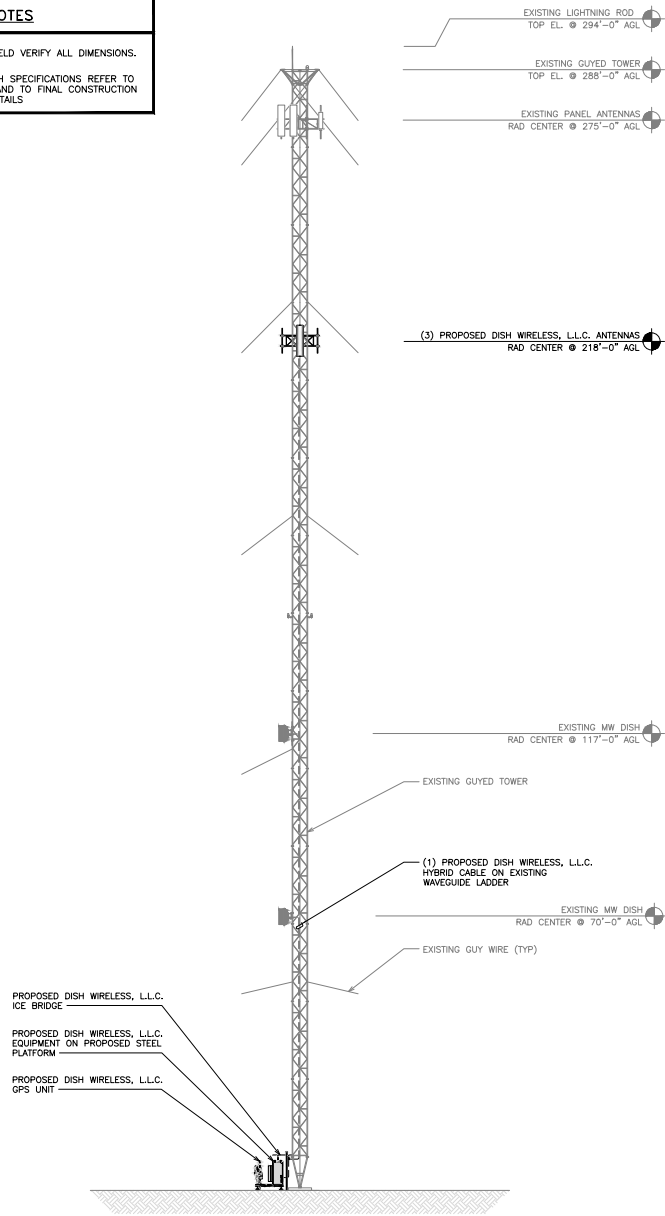 OTES
ELD VERIFY ALL DIMENSIONS.
H SPECIFICATIONS REFER TO
AND TO FINAL CONSTRUCTION
TAILS
EXISTING LIGHTNING ROD
TOP EL. @ 294'-0" AGL
EXISTING GUYED TOWER
TOP EL. @ 288'-0" AGL
EXISTING PANEL ANTENNAS
RAD CENTER @ 275'-0" AGL
(3) PROPOSED DISH WIRELESS, L.L.C. ANTENNAS
RAD CENTER @ 218'-0" AGL
EXISTING MW DISH
RAD CENTER @ 117'-0" AGL
EXISTING GUYED TOWER
(1) PROPOSED DISH WIRELESS, L.L.C.
HYBRID CABLE ON EXISTING
WAVEGUIDE LADDER
EXISTING MW DISH
RAD CENTER @ 70'-0" AGL
EXISTING GUY WIRE (TYP)
PROPOSED DISH WIRELESS, L.L.C.
ICE BRIDGE
PROPOSED DISH WIRELESS, L.L.C.
EQUIPMENT ON PROPOSED STEEL
PLATFORM
PROPOSED DISH WIRELESS, L.L.C.
GPS UNIT